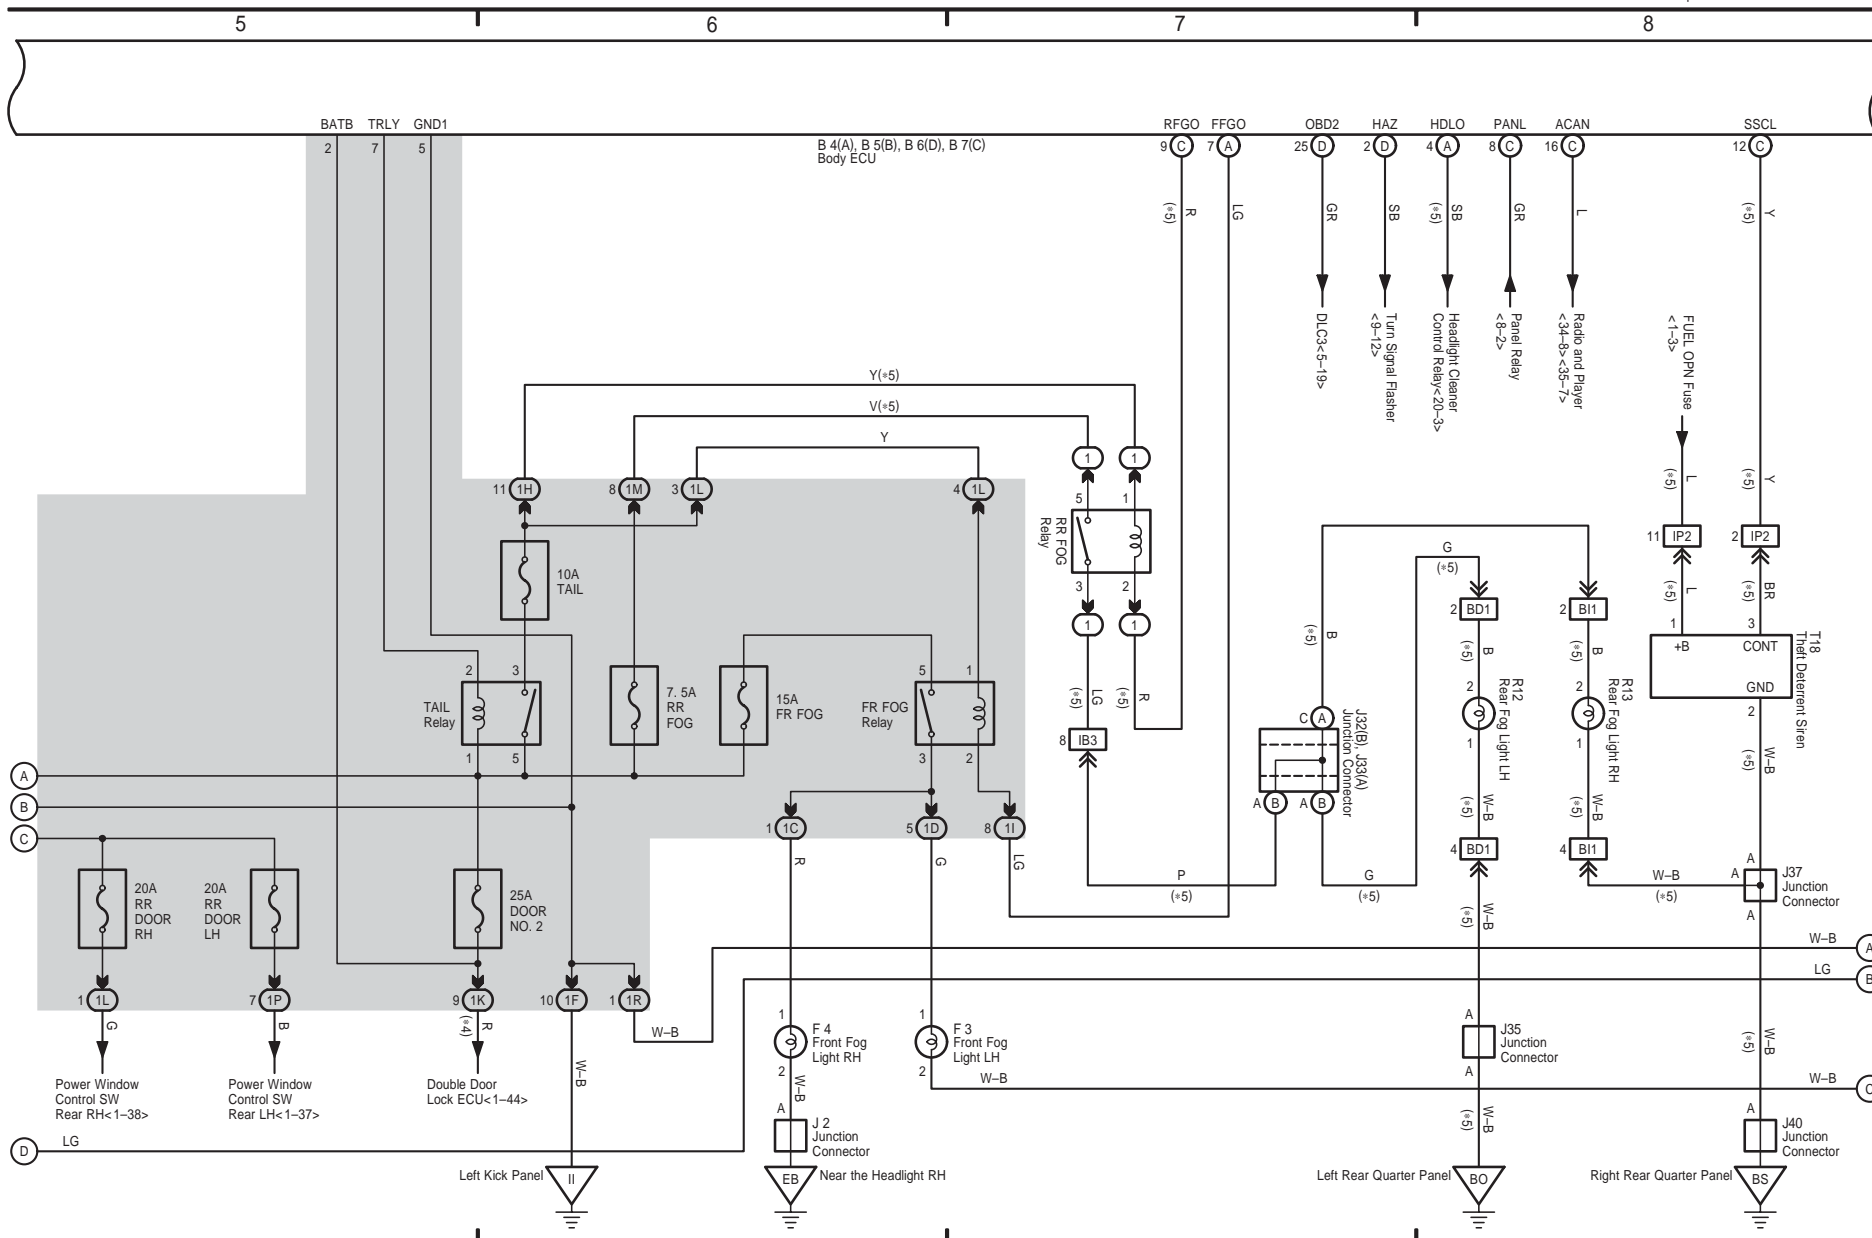 5
6
7
8
BATB
TRLY
GND1
2
7
5
B 4(A), B 5(B), B 6(D), B 7(C)
Body ECU
RFGO
FFGO
OBD2
HAZ
HDLO
PANL
ACAN
SSCL
9 C
7 A
25 D
2 D
4 A
8 C
16 C
12 C
R
(*5)
LG
GR
SB
SB
(*5)
GR
L
Y
(*5)
DLC3<5–19>
Turn Signal Flasher
<9–12>
Headlight Cleaner
Control Relay<20–3>
Panel Relay
<8–2>
Radio and Player
<34–8><35–7>
FUEL OPN Fuse
<1–3>
Y(*5)
V(*5)
Y
11 1H
8 1M
3 1L
4 1L
1
1
5
1
RR FOG
Relay
3
2
1
1
L
(*5)
Y
(*5)
11 IP2
2 IP2
L
(*5)
BR
(*5)
1
3
+B
CONT
GND
2
T18
Theft Deterrent Siren
W–B
(*5)
10A
TAIL
G
(*5)
2 BD1
2 BI1
B
(*5)
B
(*5)
B
(*5)
2
2
R12
Rear Fog Light LH
R13
Rear Fog Light RH
1
1
W–B
(*5)
W–B
(*5)
4 BD1
4 BI1
2
3
TAIL
Relay
1
5
7. 5A
RR
FOG
15A
FR FOG
5
1
FR FOG
Relay
3
2
LG
(*5)
R
(*5)
8 IB3
C A
J32(B), J33(A)
Junction Connector
A B
A B
A
B
C
1 1C
5 1D
8 1I
R
G
LG
P
(*5)
G
(*5)
W–B
(*5)
W–B
(*5)
A
A
J37
Junction
Connector
A
20A
RR
DOOR
RH
20A
RR
DOOR
LH
25A
DOOR
NO. 2
1 1L
7 1P
9 1K
10 1F
1 1R
G
B
R
(*4)
W–B
W–B
Power Window
Control SW
Rear RH<1–38>
Power Window
Control SW
Rear LH<1–37>
Double Door
Lock ECU<1–44>
W–B
A
LG
B
1
F 4
Front Fog
Light RH
2
1
F 3
Front Fog
Light LH
2
W–B
W–B
W–B
A
J35
Junction
Connector
A
W–B
(*5)
W–B
(*5)
D
LG
A
J 2
Junction
Connector
A
J40
Junction
Connector
Left Kick Panel
II
EB
Near the Headlight RH
Left Rear Quarter Panel
BO
Right Rear Quarter Panel
BS